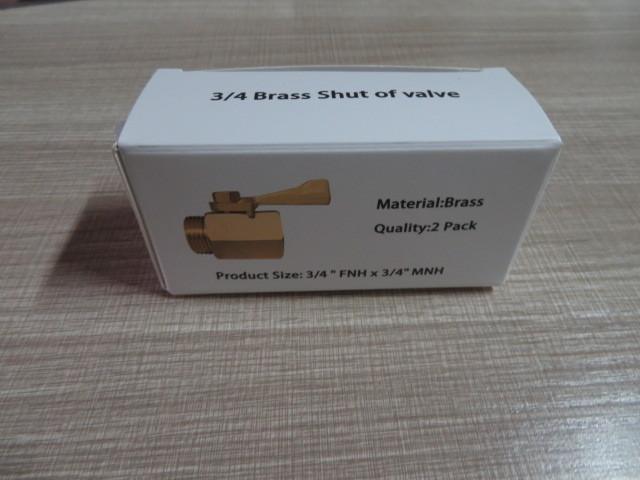 3/4 Brass Shut of valve
Material:Brass
Quality:2 Pack
Product Size: 3/4 " FNH x 3/4" MNH